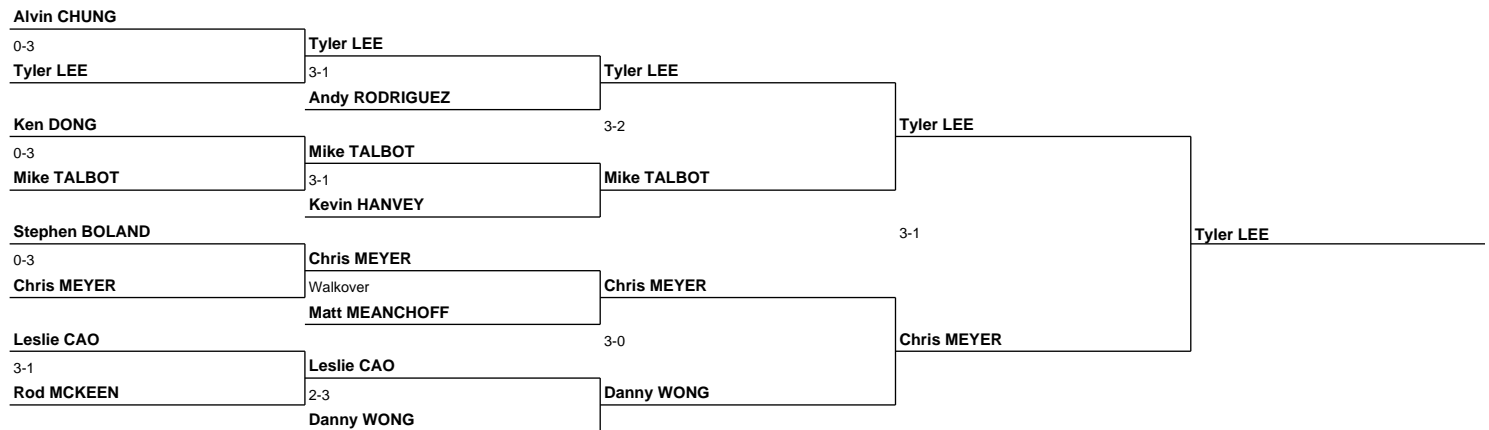 Alvin CHUNG
0-3
Tyler LEE
Tyler LEE
3-1
Andy RODRIGUEZ
Tyler LEE
Ken DONG
0-3
Mike TALBOT
Mike TALBOT
3-1
Kevin HANVEY
3-2
Mike TALBOT
Tyler LEE
Stephen BOLAND
0-3
Chris MEYER
Chris MEYER
Walkover
Matt MEANCHOFF
Chris MEYER
Leslie CAO
3-1
Rod MCKEEN
Leslie CAO
2-3
Danny WONG
3-0
Danny WONG
Chris MEYER
3-1
Tyler LEE